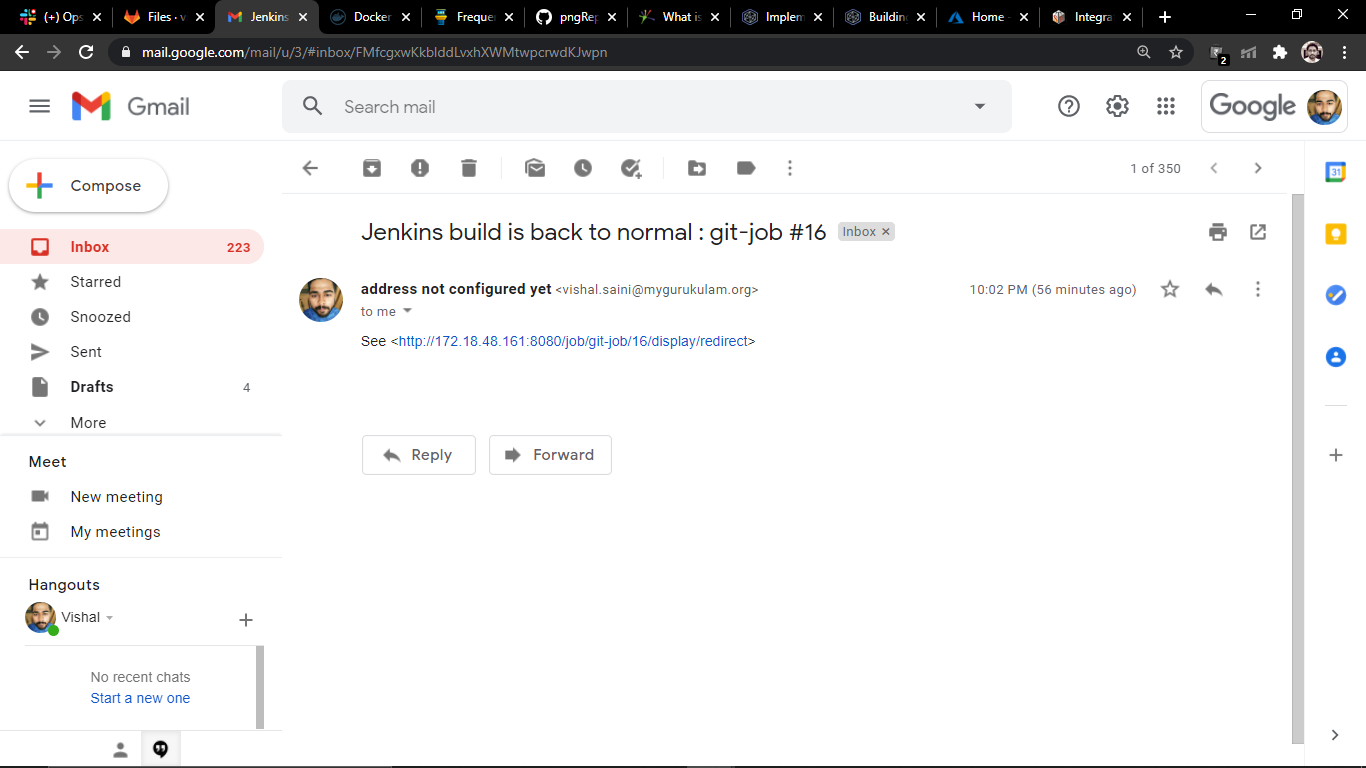 (+) Ops
Files · v
Jenkins
Docker
Freque
pngRep
What is
Implem
Building
Home -
Integra
mail.google.com/mail/u/3/#inbox/FMfcgxwKkblddLvxhXWMtwpcrwdKJwpn
2
Gmail
Search mail
Google
Compose
1 of 350
31
Inbox 223
Starred
Snoozed
Sent
Drafts 4
More
Jenkins build is back to normal : git-job #16 Inbox ×
address not configured yet <vishal.saini@mygurukulam.org> 10:02 PM (56 minutes ago)
to me
See <http://172.18.48.161:8080/job/git-job/16/display/redirect>
Reply
Forward
Meet
New meeting
My meetings
Hangouts
Vishal
No recent chats
Start a new one